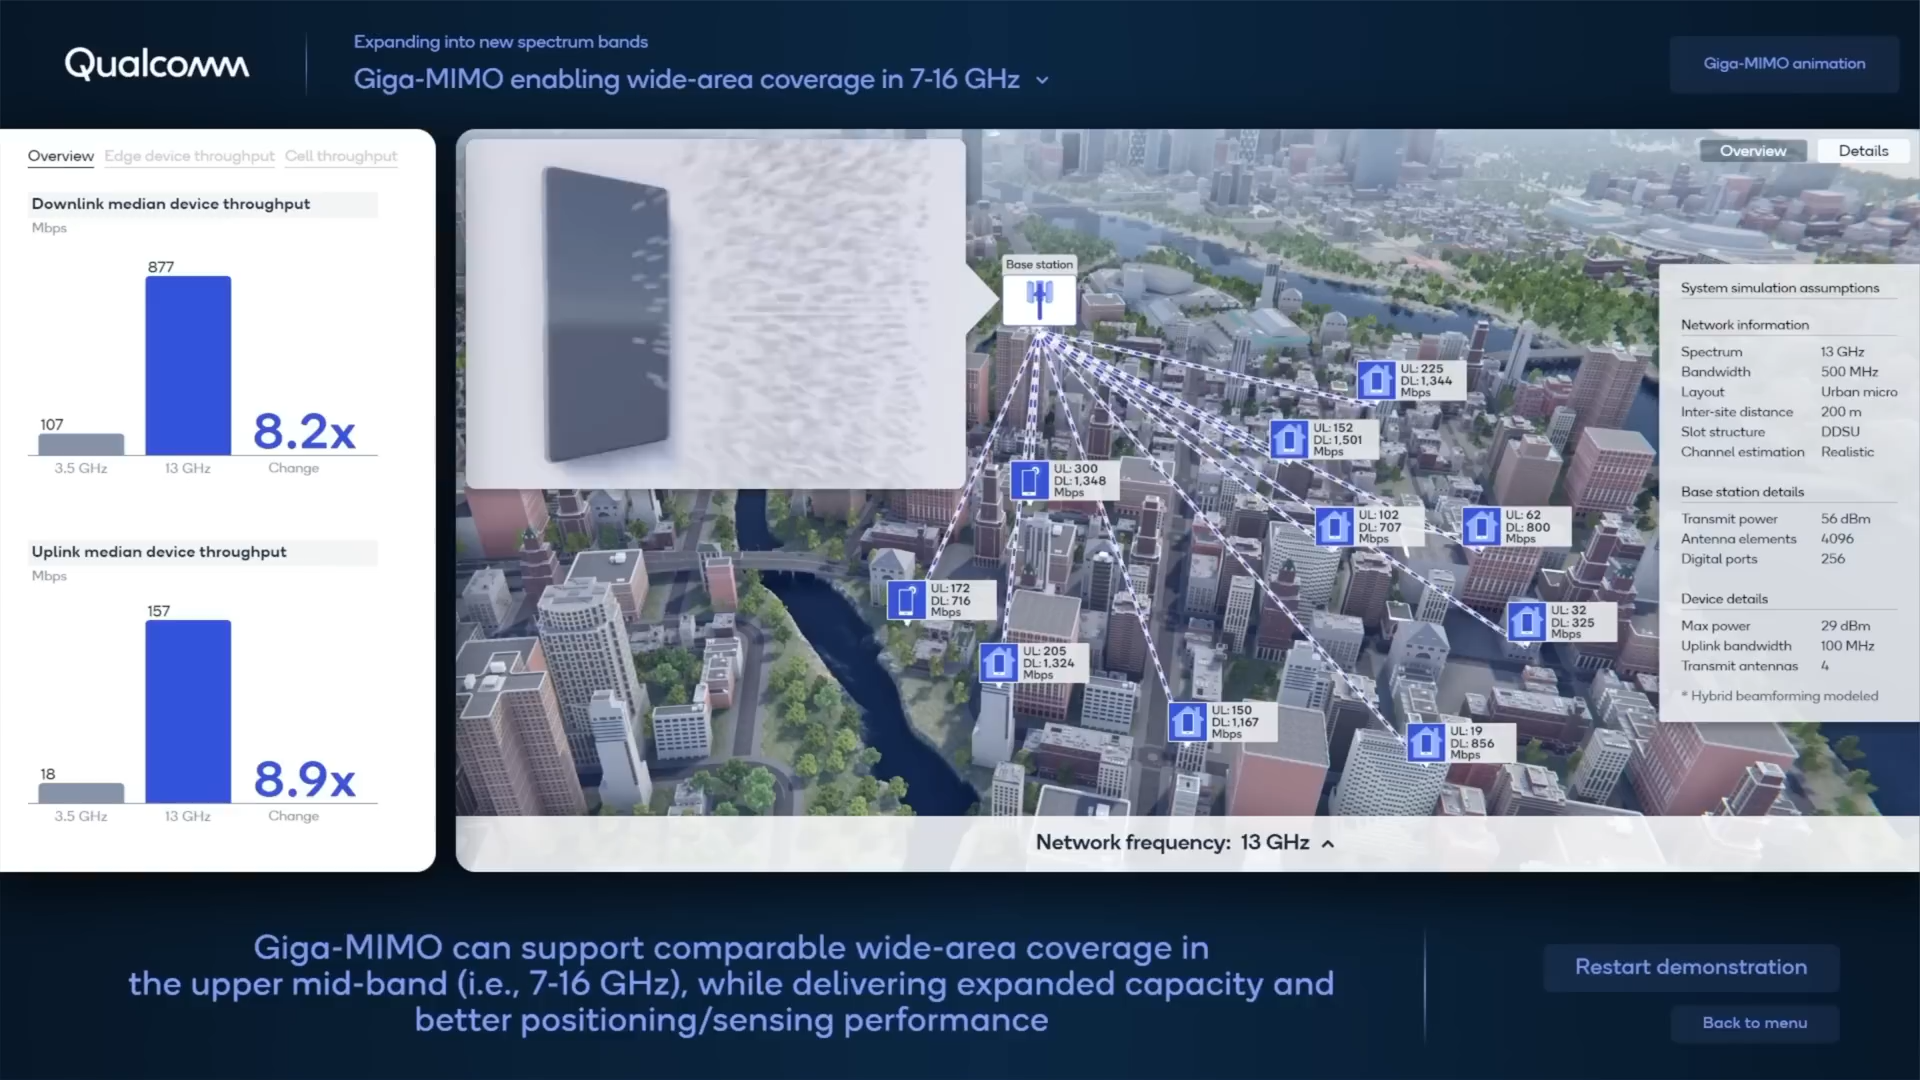 Qualcomm
Expanding into new spectrum bands
Giga-MIMO enabling wide-area coverage in 7-16 GHz
Giga-MIMO animation
Overview Edge device throughput Cell throughput
Downlink median device throughput
Mbps
877
107
8.2x
3.5 GHz 13 GHz Change
Uplink median device throughput
Mbps
157
18
8.9x
3.5 GHz 13 GHz Change
Overview Details
Base station
UL: 225
DL: 1,344
Mbps
UL: 152
DL: 1,501
Mbps
UL: 300
DL: 1,348
Mbps
UL: 102
DL: 707
Mbps
UL: 62
DL: 800
Mbps
UL: 172
DL: 716
Mbps
UL: 32
DL: 325
Mbps
UL: 205
DL: 1,324
Mbps
UL: 150
DL: 1,167
Mbps
UL: 19
DL: 856
Mbps
System simulation assumptions
Network information
Spectrum 13 GHz
Bandwidth 500 MHz
Layout Urban micro
Inter-site distance 200 m
Slot structure DDSU
Channel estimation Realistic
Base station details
Transmit power 56 dBm
Antenna elements 4096
Digital ports 256
Device details
Max power 29 dBm
Uplink bandwidth 100 MHz
Transmit antennas 4
* Hybrid beamforming modeled
Network frequency: 13 GHz
Giga-MIMO can support comparable wide-area coverage in
the upper mid-band (i.e., 7-16 GHz), while delivering expanded capacity and
better positioning/sensing performance
Restart demonstration
Back to menu